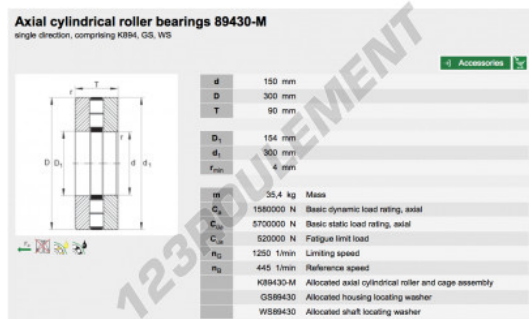 Axial cylindrical roller bearings 89430-M
single direction, comprising K894, GS, WS
Accessories
T
r
r
D D1 d d1
d 150 mm
D 300 mm
T 90 mm
D1 154 mm
d1 300 mm
rmin 4 mm
m 35,4 kg Mass
Ca 1580000 N Basic dynamic load rating, axial
C0a 5700000 N Basic static load rating, axial
Cua 520000 N Fatigue limit load
nG 1250 1/min Limiting speed
nB 445 1/min Reference speed
K89430-M Allocated axial cylindrical roller and cage assembly
GS89430 Allocated housing locating washer
WS89430 Allocated shaft locating washer
123ROULEMENT